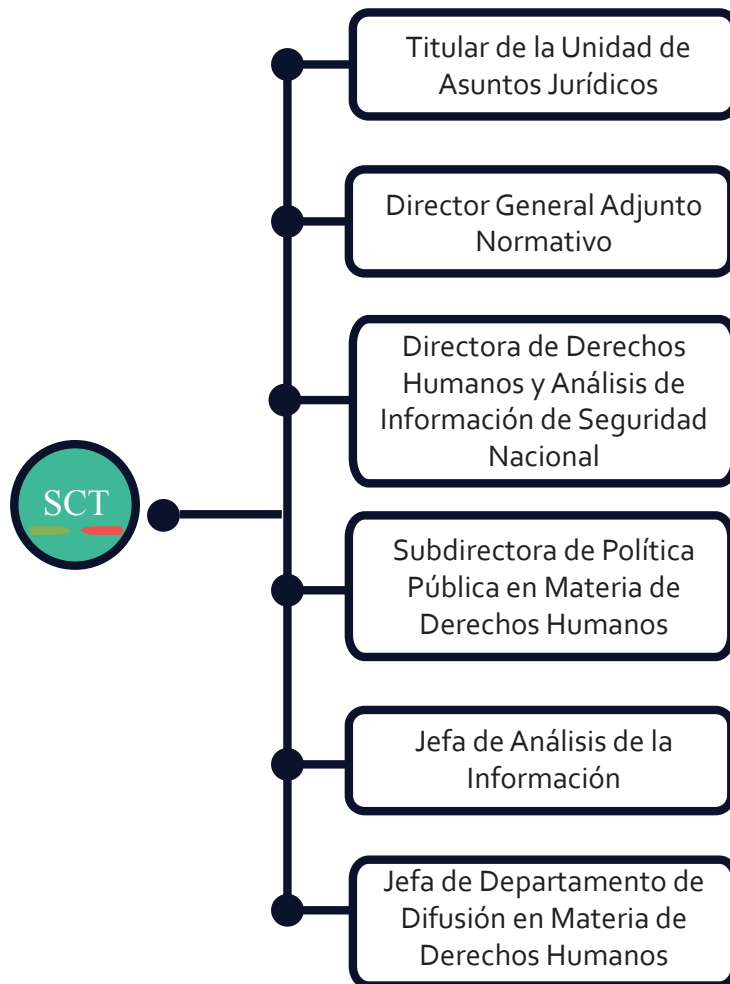 Titular de la Unidad de
Asuntos Jurídicos
Director General Adjunto
Normativo
Directora de Derechos
Humanos y Análisis de
Información de Seguridad
Nacional
SCT
Subdirectora de Política
Pública en Materia de
Derechos Humanos
Jefa de Análisis de la
Información
Jefa de Departamento de
Difusión en Materia de
Derechos Humanos